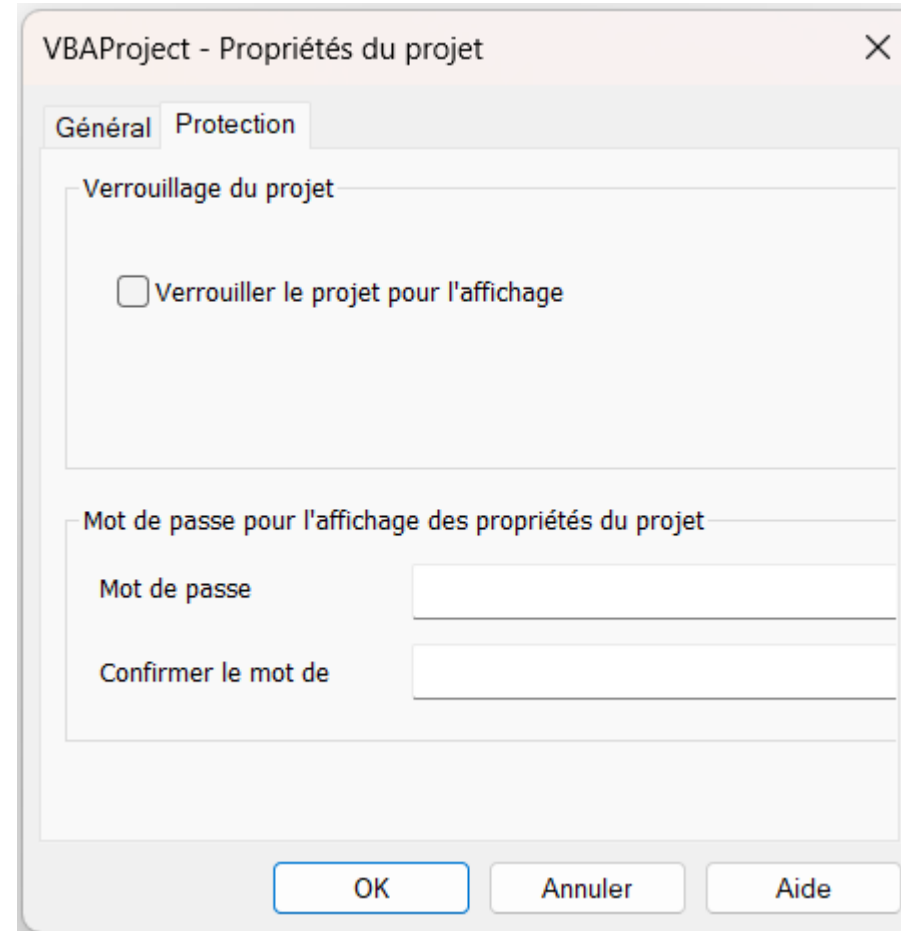 VBAProject - Propriétés du projet
Général Protection
Verrouillage du projet
Verrouiller le projet pour l'affichage
Mot de passe pour l'affichage des propriétés du projet
Mot de passe
Confirmer le mot de
OK Annuler Aide